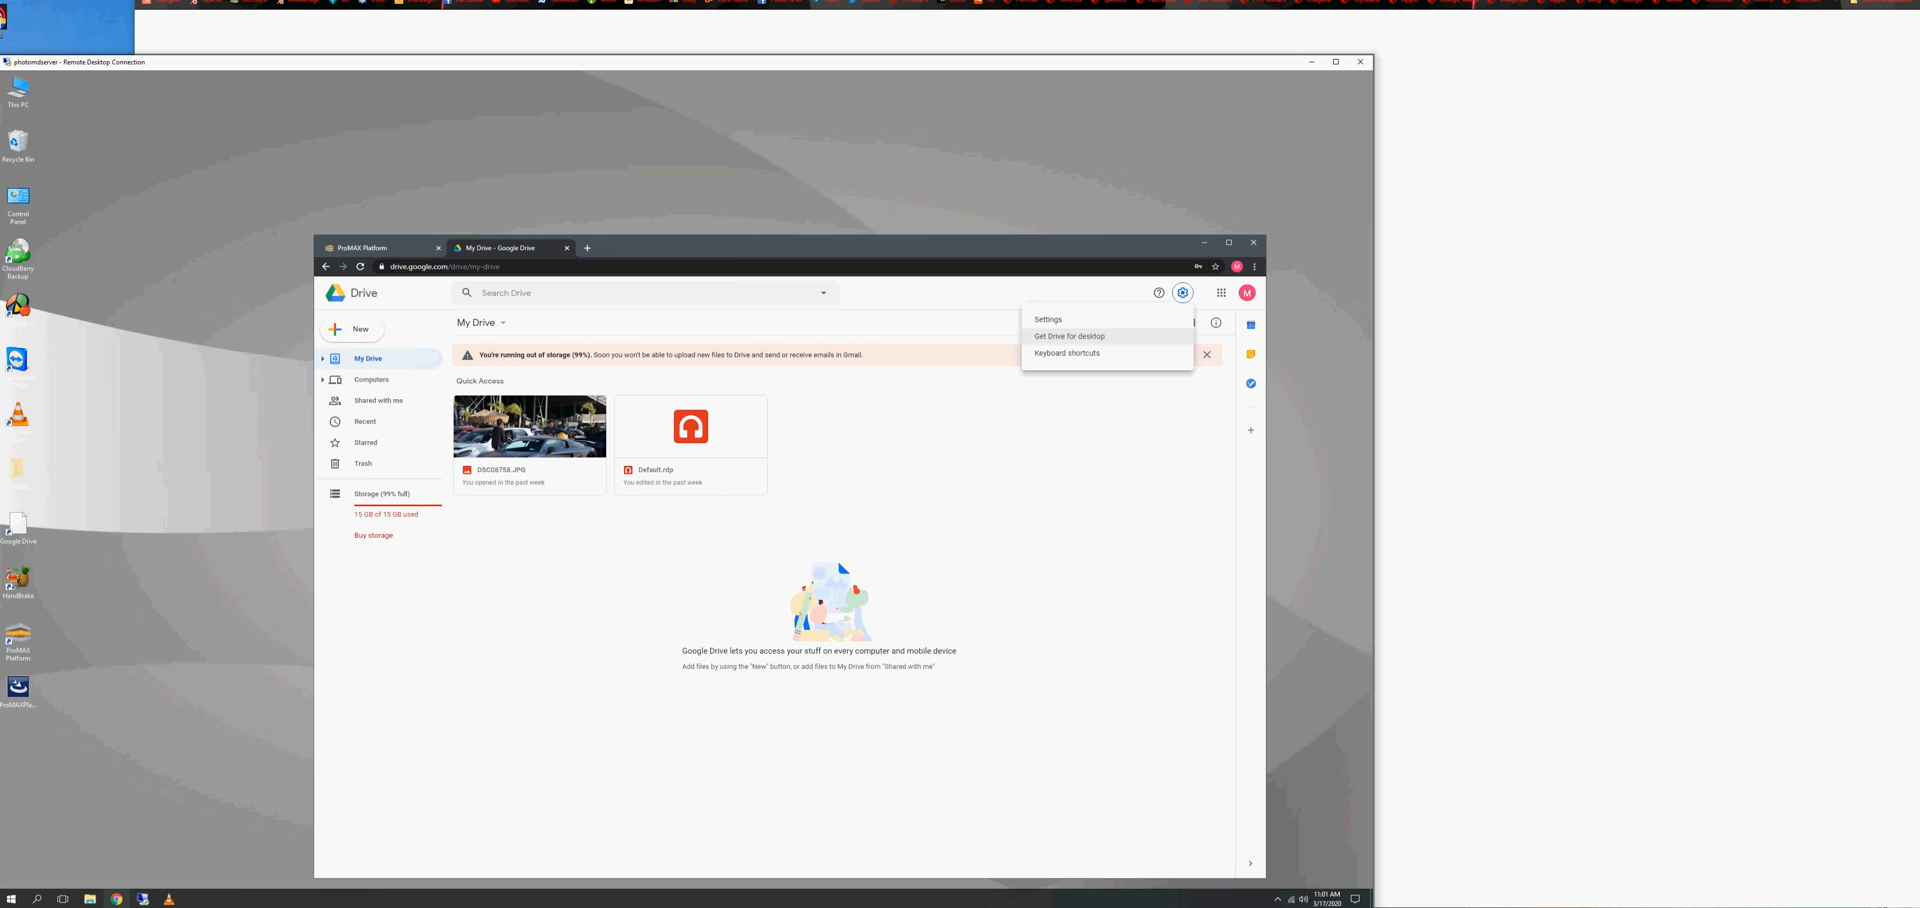 photomdserver - Remote Desktop Connection
This PC
Recycle Bin
Control
Panel
CloudBerry
Backup
Google Drive
HandBrake
ProMAX
Platform
ProMAXPla...
ProMAX Platform
My Drive - Google Drive
drive.google.com/drive/my-drive
M
Drive
Search Drive
M
New
My Drive
Settings
Get Drive for desktop
Keyboard shortcuts
My Drive
Computers
Shared with me
Recent
Starred
Trash
Storage (99% full)
15 GB of 15 GB used
Buy storage
You're running out of storage (99%). Soon you won't be able to upload new files to Drive and send or receive emails in Gmail.
Quick Access
DSC08758.JPG
You opened in the past week
Default.rdp
You edited in the past week
Google Drive lets you access your stuff on every computer and mobile device
Add files by using the "New" button, or add files to My Drive from "Shared with me"
11:01 AM
3/17/2020